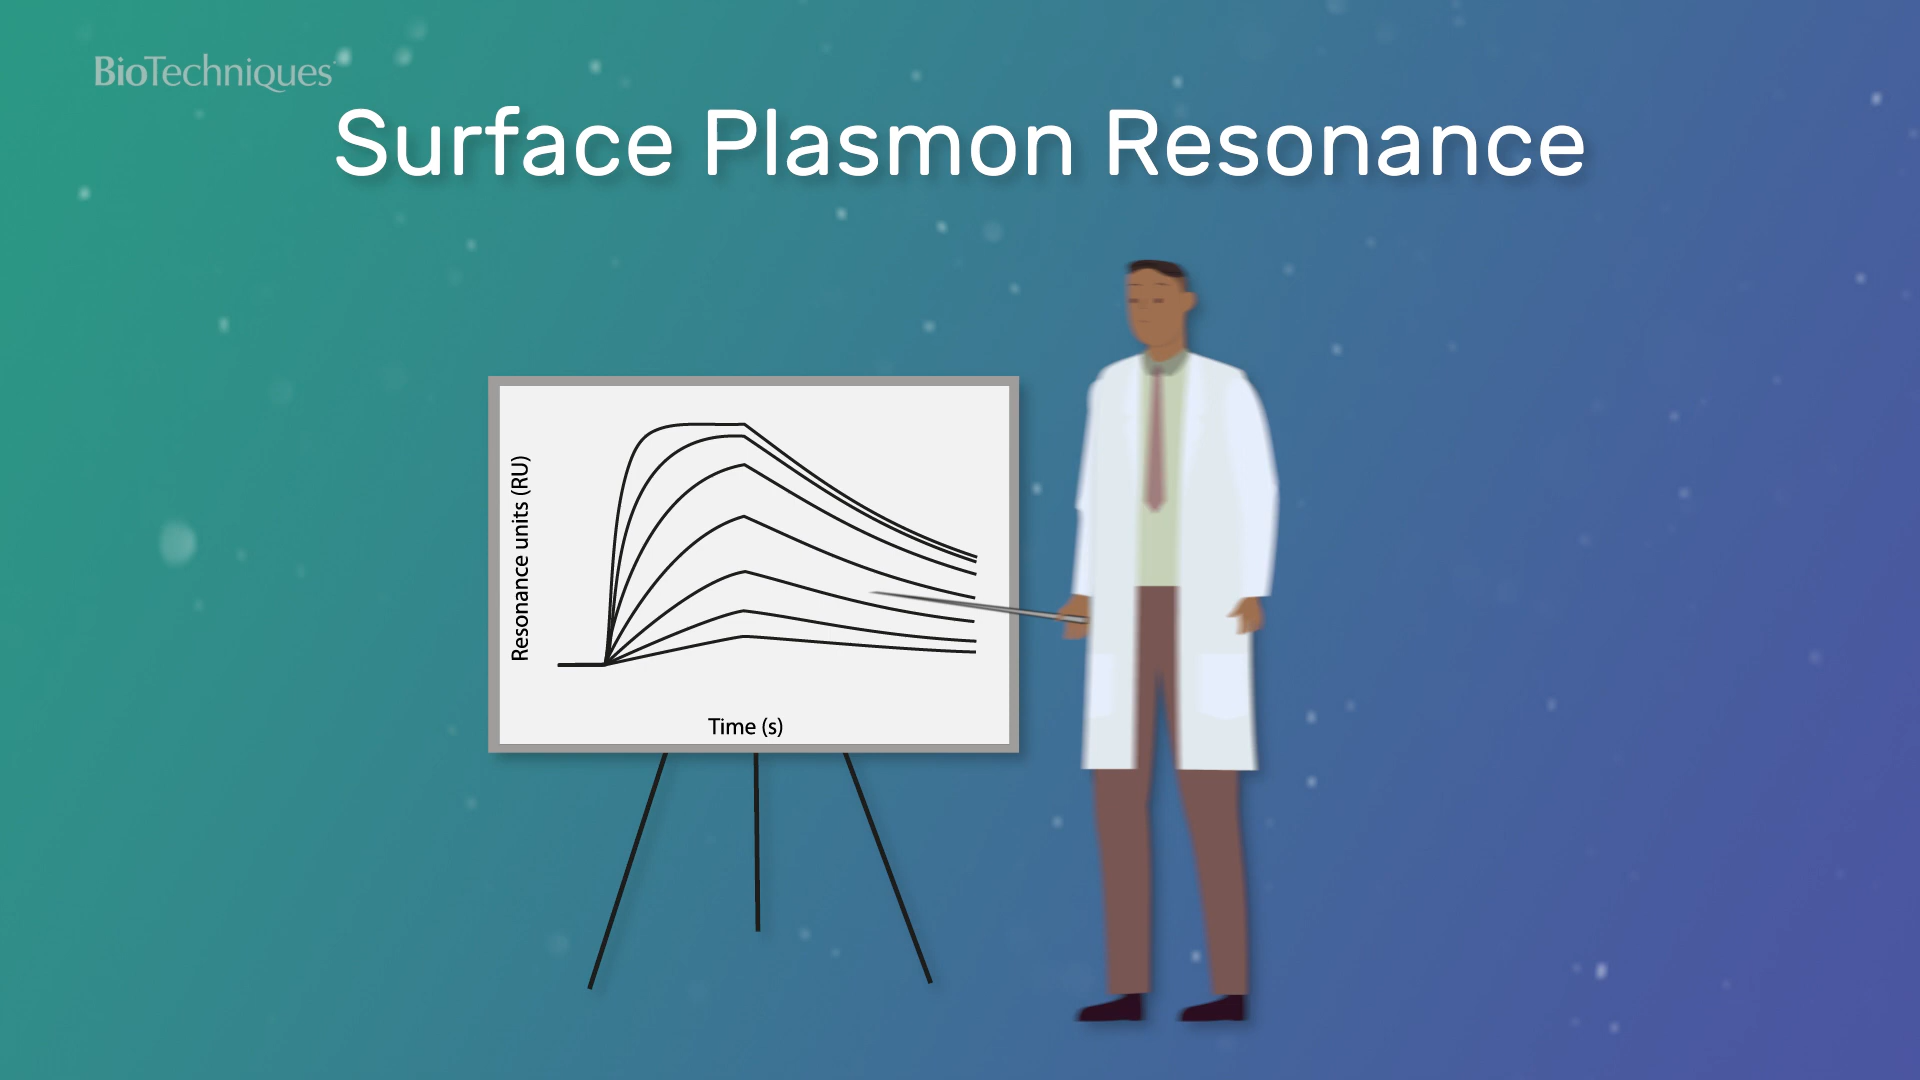 BioTechniques
Surface Plasmon Resonance
Resonance units (RU)
Time (s)